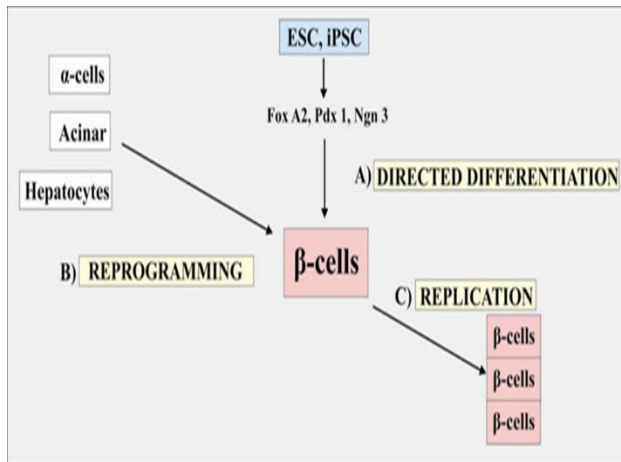 ESC, iPSC
α-cells
Fox A2, Pdx 1, Ngn 3
Acinar
A) DIRECTED DIFFERENTIATION
Hepatocytes
β-cells
B) REPROGRAMMING
C) REPLICATION
β-cells
β-cells
β-cells